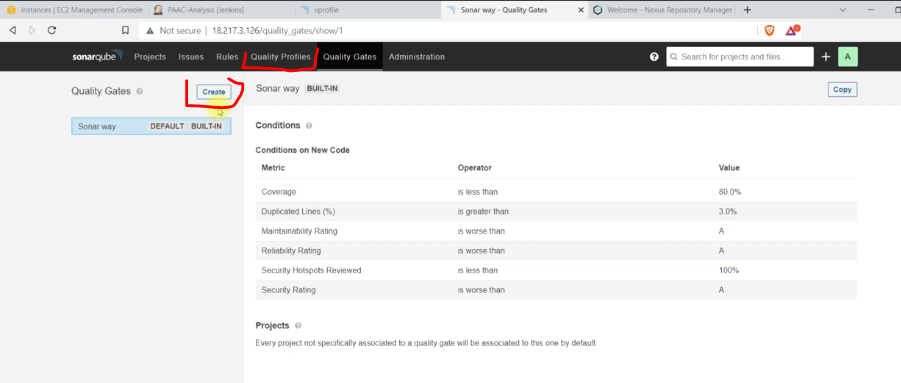 Instances | EC2 Management Console
PAAC-Analysis [Jenkins]
vprofile
Sonar way - Quality Gates
Welcome - Nexus Repository Manager
Not secure | 18.217.3.126/quality_gates/show/1
sonarqube Projects Issues Rules Quality Profiles Quality Gates Administration Search for projects and files... A
Quality Gates Create Sonar way BUILT-IN Copy
Sonar way DEFAULT BUILT-IN
Conditions
Conditions on New Code
Metric Operator Value
Coverage is less than 80.0%
Duplicated Lines (%) is greater than 3.0%
Maintainability Rating is worse than A
Reliability Rating is worse than A
Security Hotspots Reviewed is less than 100%
Security Rating is worse than A
Projects
Every project not specifically associated to a quality gate will be associated to this one by default.